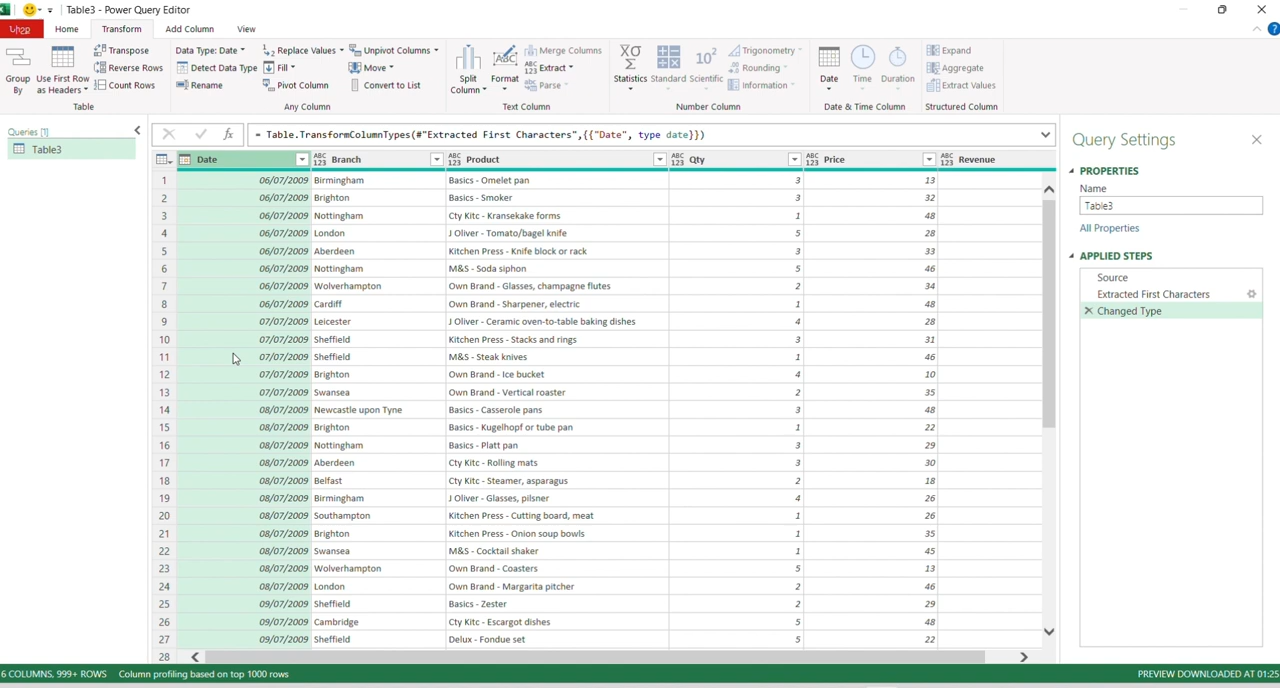 Table3 - Power Query Editor
Նիշք Home Transform Add Column View
Group By
Use First Row as Headers
Transpose
Reverse Rows
Count Rows
Table
Data Type: Date
Detect Data Type
Rename
Replace Values
Fill
Pivot Column
Unpivot Columns
Move
Convert to List
Any Column
Split Column
Format
Merge Columns
Extract
Parse
Text Column
Statistics
Standard
Scientific
Trigonometry
Rounding
Information
Number Column
Date
Time
Duration
Date & Time Column
Expand
Aggregate
Extract Values
Structured Column
Queries [1]
Table3
= Table.TransformColumnTypes(#"Extracted First Characters",{{"Date", type date}})
Date ABC 123 Branch ABC 123 Product ABC 123 Qty ABC 123 Price ABC 123 Revenue
1 06/07/2009 Birmingham Basics - Omelet pan 3 13
2 06/07/2009 Brighton Basics - Smoker 3 32
3 06/07/2009 Nottingham Cty Kitc - Kransekake forms 1 48
4 06/07/2009 London J Oliver - Tomato/bagel knife 5 28
5 06/07/2009 Aberdeen Kitchen Press - Knife block or rack 3 33
6 06/07/2009 Nottingham M&S - Soda siphon 5 46
7 06/07/2009 Wolverhampton Own Brand - Glasses, champagne flutes 2 34
8 06/07/2009 Cardiff Own Brand - Sharpener, electric 1 48
9 07/07/2009 Leicester J Oliver - Ceramic oven-to-table baking dishes 4 28
10 07/07/2009 Sheffield Kitchen Press - Stacks and rings 3 31
11 07/07/2009 Sheffield M&S - Steak knives 1 46
12 07/07/2009 Brighton Own Brand - Ice bucket 4 10
13 07/07/2009 Swansea Own Brand - Vertical roaster 2 35
14 08/07/2009 Newcastle upon Tyne Basics - Casserole pans 3 48
15 08/07/2009 Brighton Basics - Kugelhopf or tube pan 1 22
16 08/07/2009 Nottingham Basics - Platt pan 3 29
17 08/07/2009 Aberdeen Cty Kitc - Rolling mats 3 30
18 08/07/2009 Belfast Cty Kitc - Steamer, asparagus 2 18
19 08/07/2009 Birmingham J Oliver - Glasses, pilsner 4 26
20 08/07/2009 Southampton Kitchen Press - Cutting board, meat 1 26
21 08/07/2009 Brighton Kitchen Press - Onion soup bowls 1 35
22 08/07/2009 Swansea M&S - Cocktail shaker 1 45
23 08/07/2009 Wolverhampton Own Brand - Coasters 5 13
24 08/07/2009 London Own Brand - Margarita pitcher 2 46
25 09/07/2009 Sheffield Basics - Zester 2 29
26 09/07/2009 Cambridge Cty Kitc - Escargot dishes 5 48
27 09/07/2009 Sheffield Delux - Fondue set 5 22
28
Query Settings
PROPERTIES
Name
Table3
All Properties
APPLIED STEPS
Source
Extracted First Characters
Changed Type
6 COLUMNS, 999+ ROWS Column profiling based on top 1000 rows
PREVIEW DOWNLOADED AT 01:25